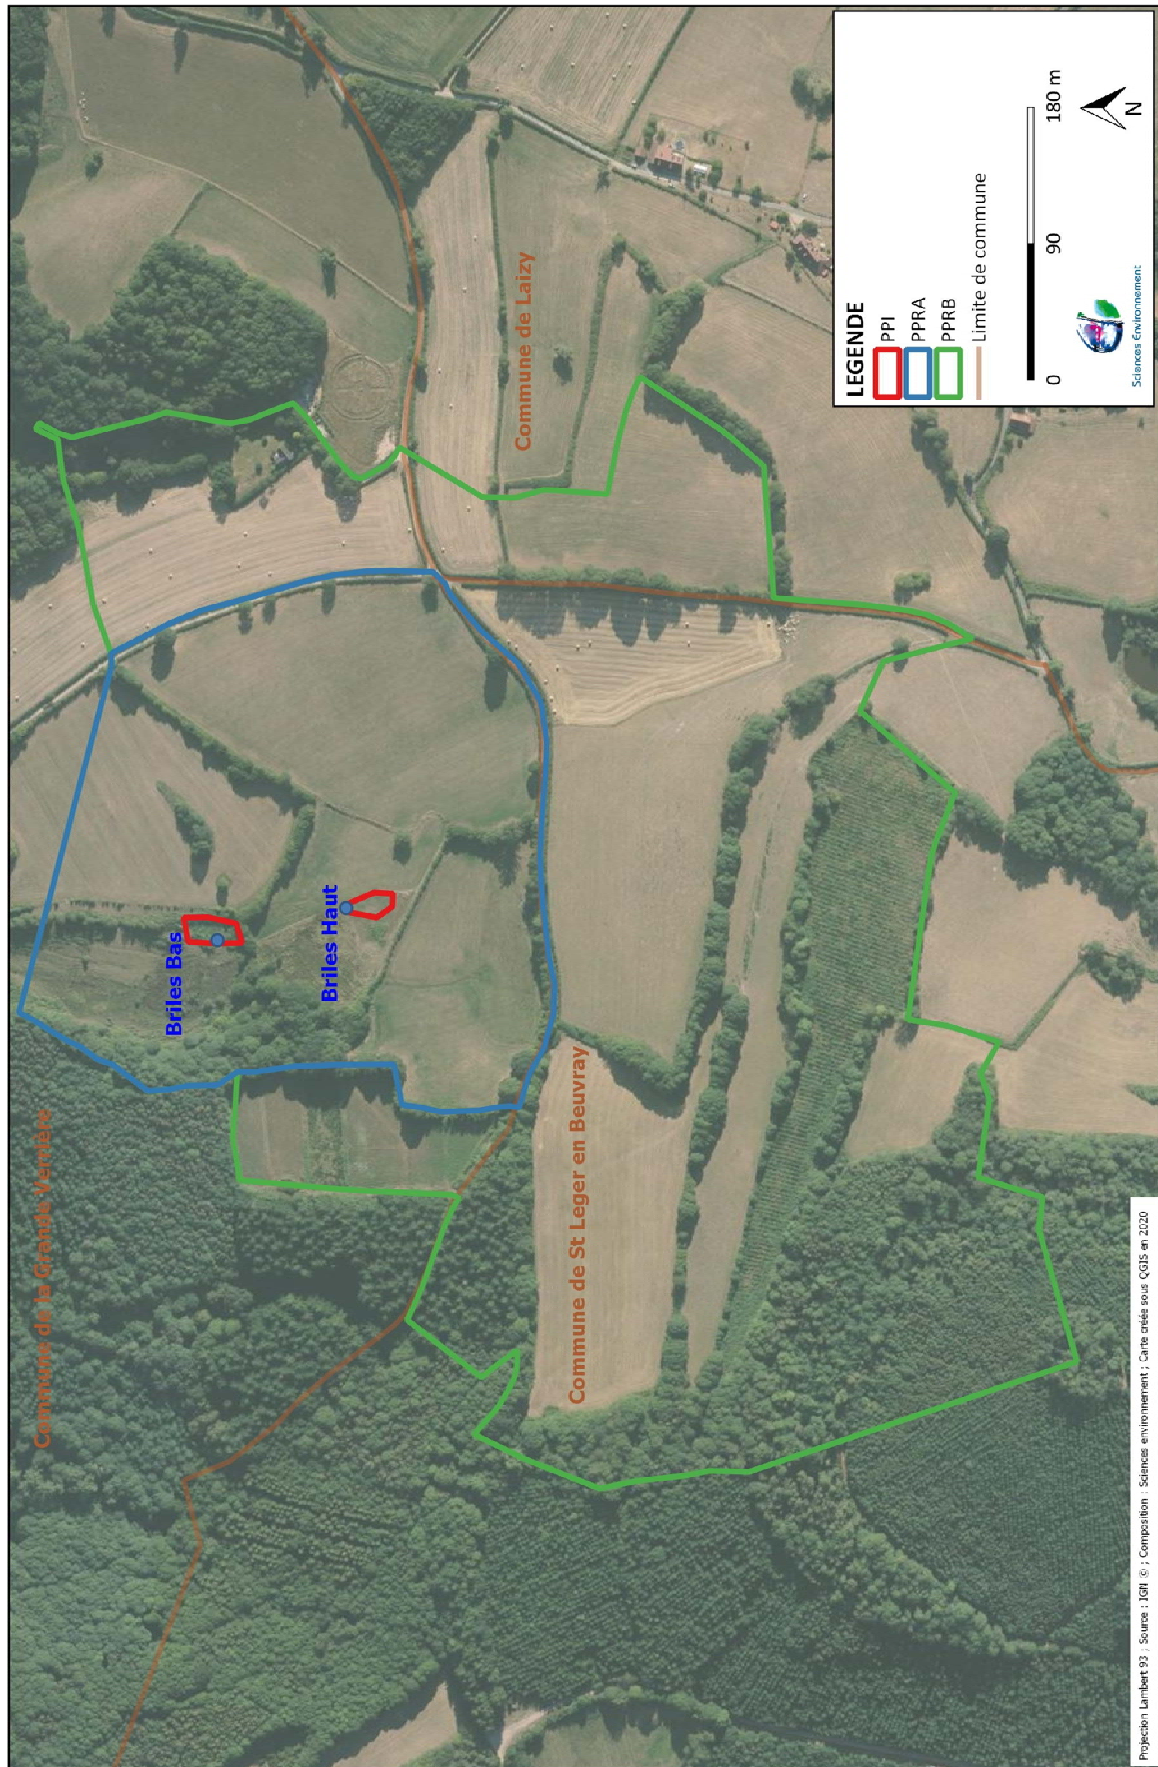 Commune de la Grande Verrière
Briles Bas
Briles Haut
Commune de Laizy
Commune de St Leger en Beuvray
LEGENDE
PPI
PPRA
PPRB
Limite de commune
0 90 180 m
N
Sciences Environnement
Projection Lambert 93 ; Source : IGN © ; Composition : Sciences environnement ; Carte créée sous QGIS en 2020